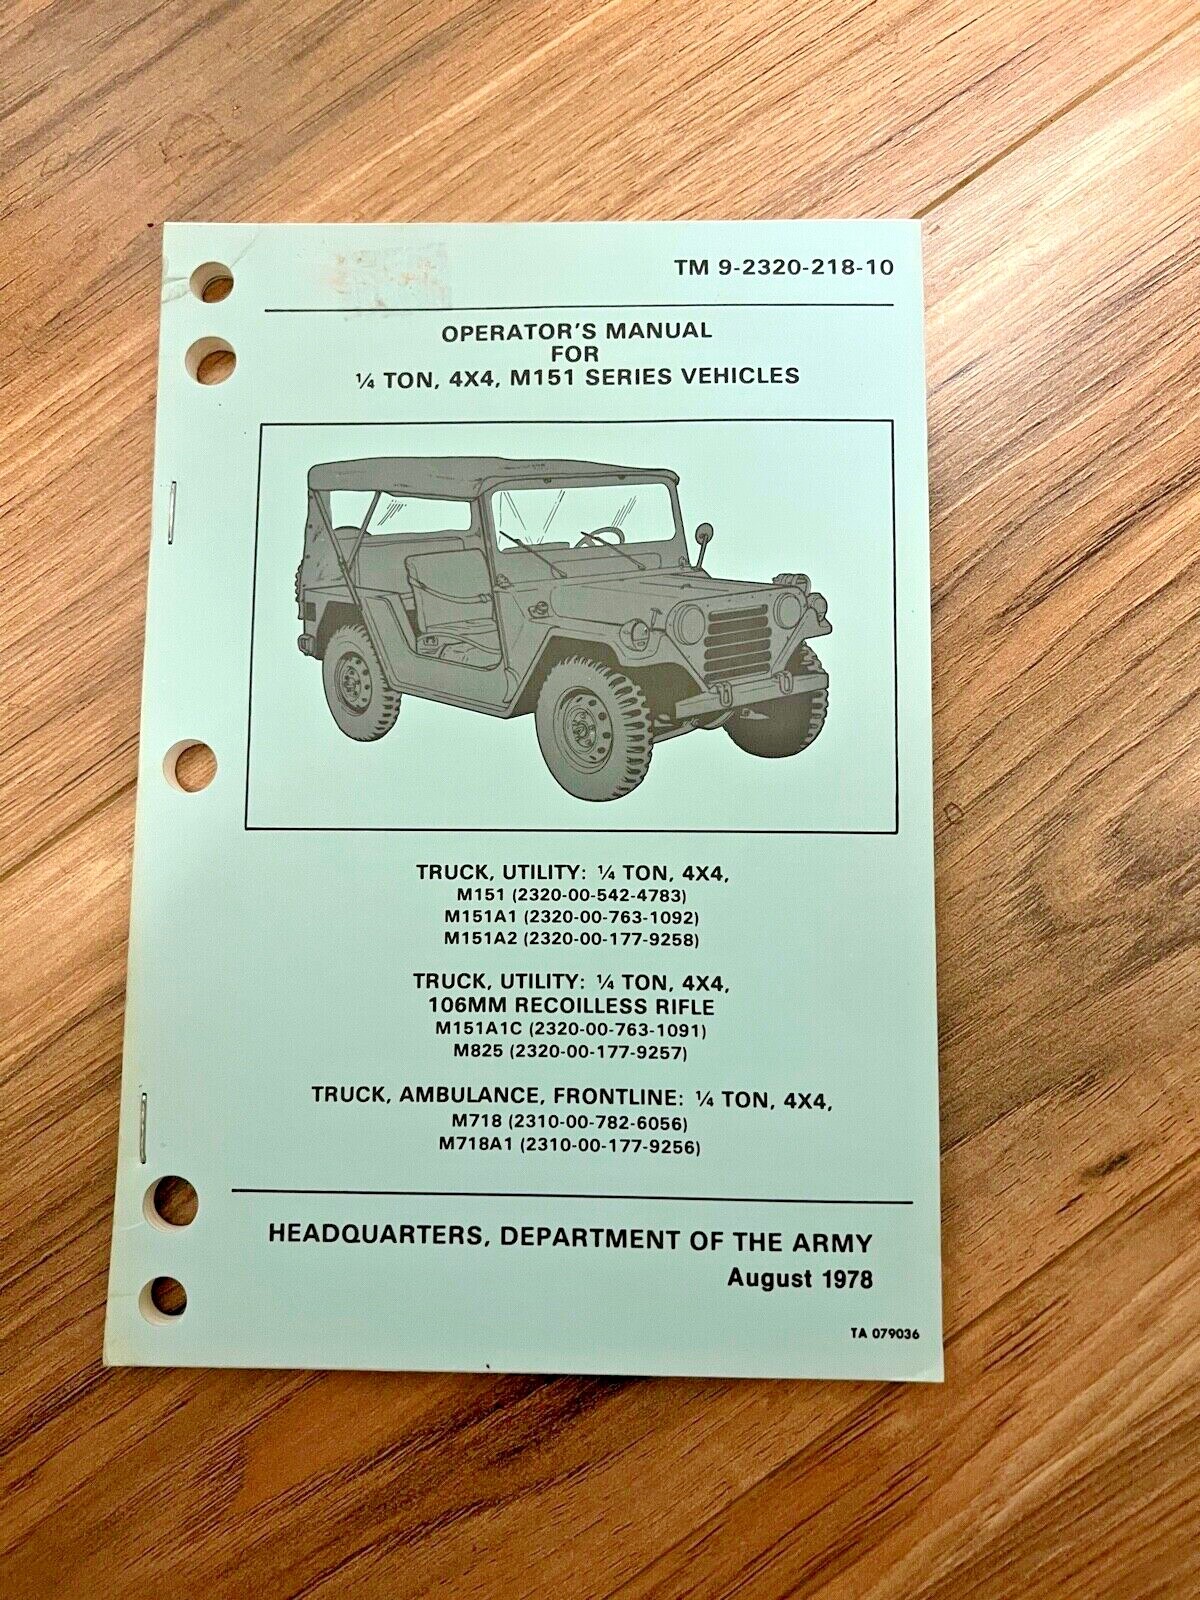 TM 9-2320-218-10
OPERATOR'S MANUAL
FOR
¼ TON, 4X4, M151 SERIES VEHICLES
TRUCK, UTILITY: ¼ TON, 4X4,
M151 (2320-00-542-4783)
M151A1 (2320-00-763-1092)
M151A2 (2320-00-177-9258)
TRUCK, UTILITY: ¼ TON, 4X4,
106MM RECOILLESS RIFLE
M151A1C (2320-00-763-1091)
M825 (2320-00-177-9257)
TRUCK, AMBULANCE, FRONTLINE: ¼ TON, 4X4,
M718 (2310-00-782-6056)
M718A1 (2310-00-177-9256)
HEADQUARTERS, DEPARTMENT OF THE ARMY
August 1978
TA 079036